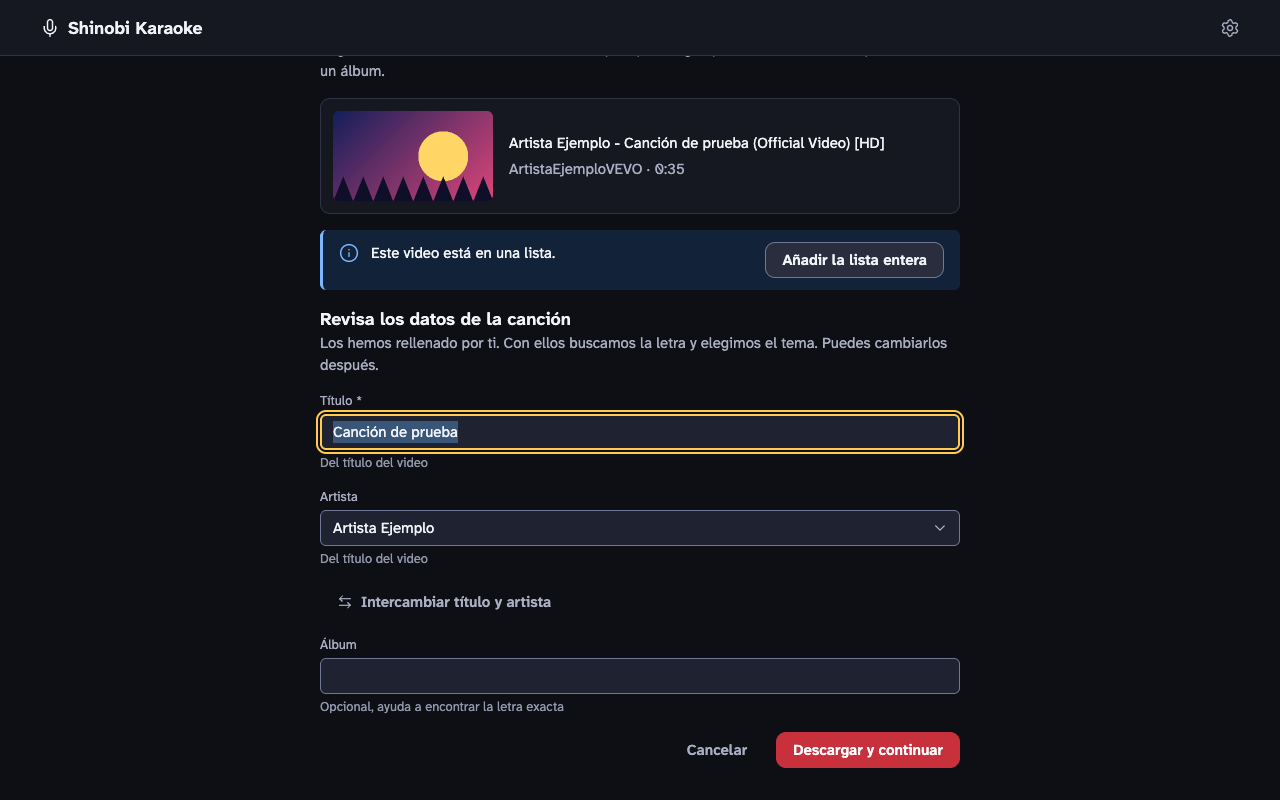 Shinobi Karaoke
un álbum.
Artista Ejemplo - Canción de prueba (Official Video) [HD]
ArtistaEjemploVEVO · 0:35
Este video está en una lista.
Añadir la lista entera
Revisa los datos de la canción
Los hemos rellenado por ti. Con ellos buscamos la letra y elegimos el tema. Puedes cambiarlos
después.
Título *
Canción de prueba
Del título del video
Artista
Artista Ejemplo
Del título del video
Intercambiar título y artista
Álbum
Opcional, ayuda a encontrar la letra exacta
Cancelar
Descargar y continuar